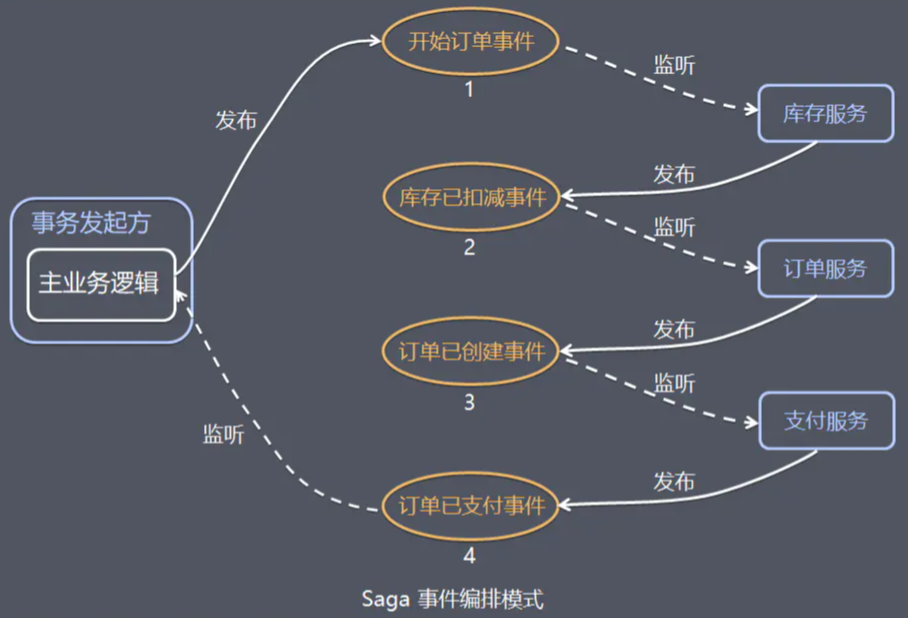 开始订单事件
1
监听
库存服务
发布
发布
库存已扣减事件
2
监听
订单服务
事务发起方
主业务逻辑
发布
订单已创建事件
3
监听
支付服务
监听
发布
订单已支付事件
4
Saga 事件编排模式